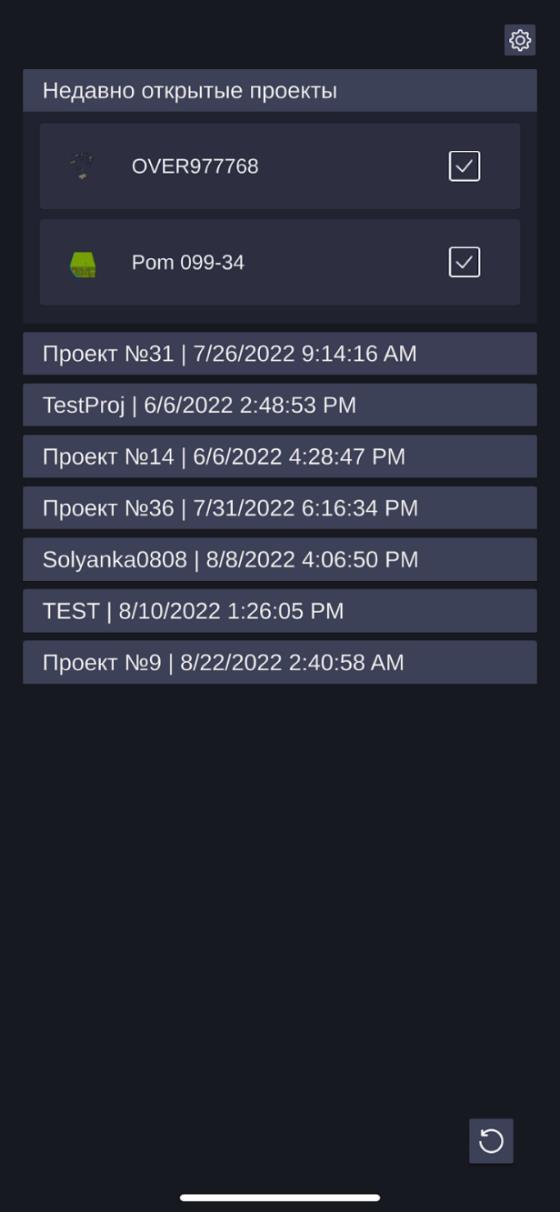 Недавно открытые проекты
OVER977768
Pom 099-34
Проект №31 | 7/26/2022 9:14:16 AM
TestProj | 6/6/2022 2:48:53 PM
Проект №14 | 6/6/2022 4:28:47 PM
Проект №36 | 7/31/2022 6:16:34 PM
Solyanka0808 | 8/8/2022 4:06:50 PM
TEST | 8/10/2022 1:26:05 PM
Проект №9 | 8/22/2022 2:40:58 AM